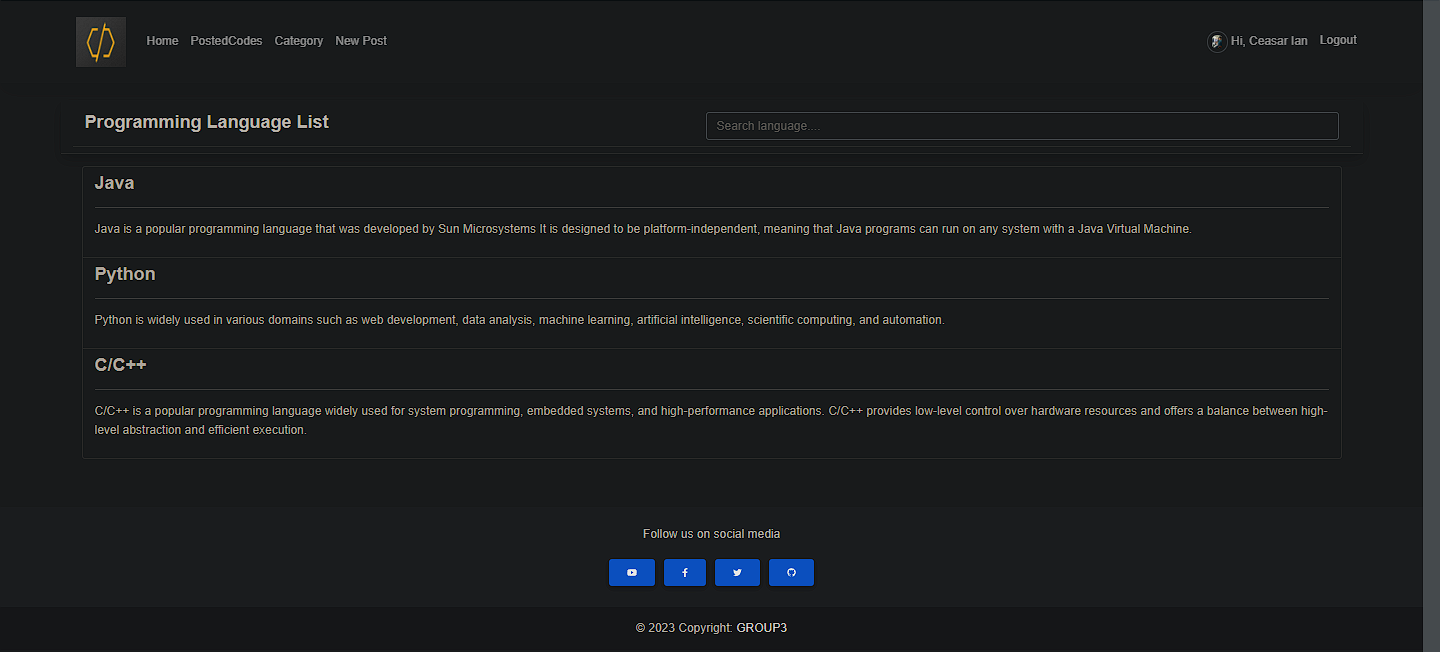 Home PostedCodes Category New Post Hi, Ceasar Ian Logout
Programming Language List
Search language....
Java
Java is a popular programming language that was developed by Sun Microsystems It is designed to be platform-independent, meaning that Java programs can run on any system with a Java Virtual Machine.
Python
Python is widely used in various domains such as web development, data analysis, machine learning, artificial intelligence, scientific computing, and automation.
C/C++
C/C++ is a popular programming language widely used for system programming, embedded systems, and high-performance applications. C/C++ provides low-level control over hardware resources and offers a balance between high-
level abstraction and efficient execution.
Follow us on social media
© 2023 Copyright: GROUP3